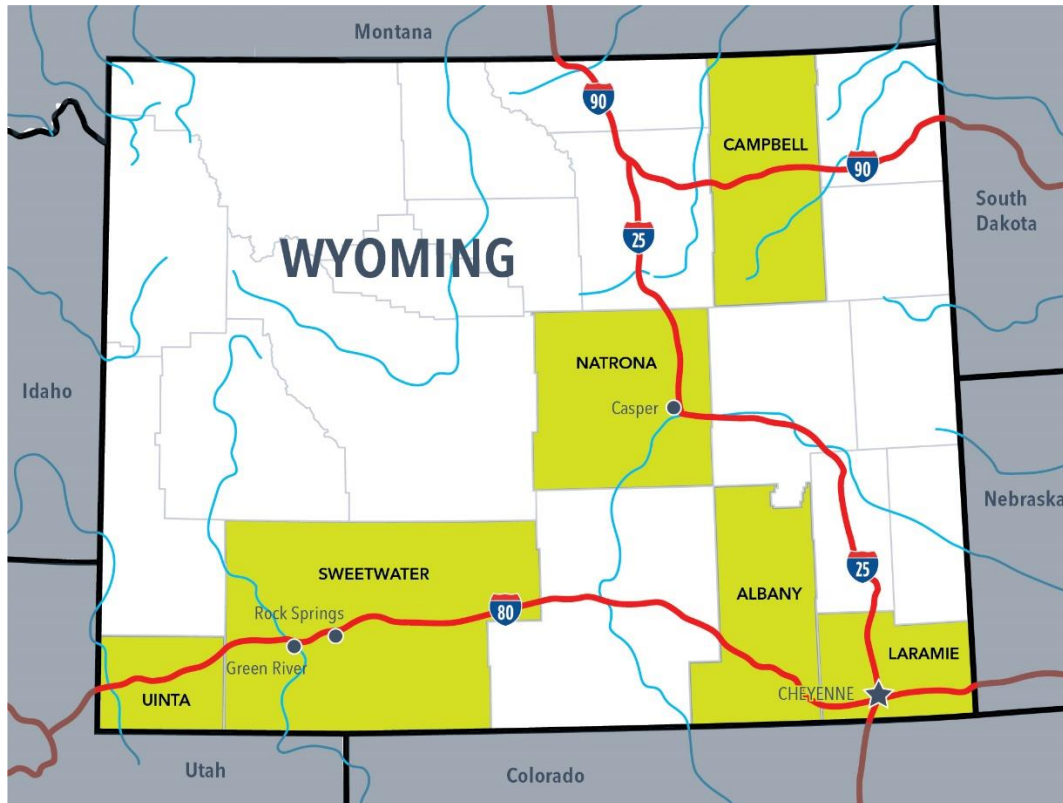 Montana
90
CAMPBELL
90
South
Dakota
25
WYOMING
NATRONA
Idaho
Casper
Nebraska
SWEETWATER
25
ALBANY
Rock Springs
80
Green River
LARAMIE
UINTA
CHEYENNE
Utah
Colorado